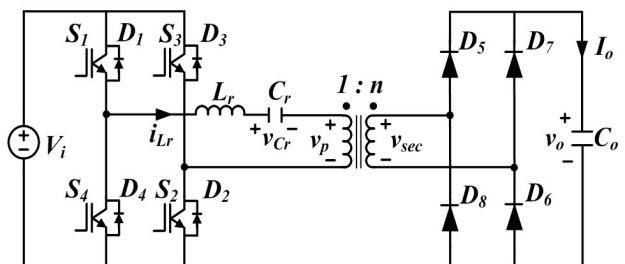 S1 D1 S3 D3 D5 D7 Io
Lr Cr 1 : n
Vi + - iLr + vCr - + vp - + vsec - + vo - Co
S4 D4 S2 D2 D8 D6